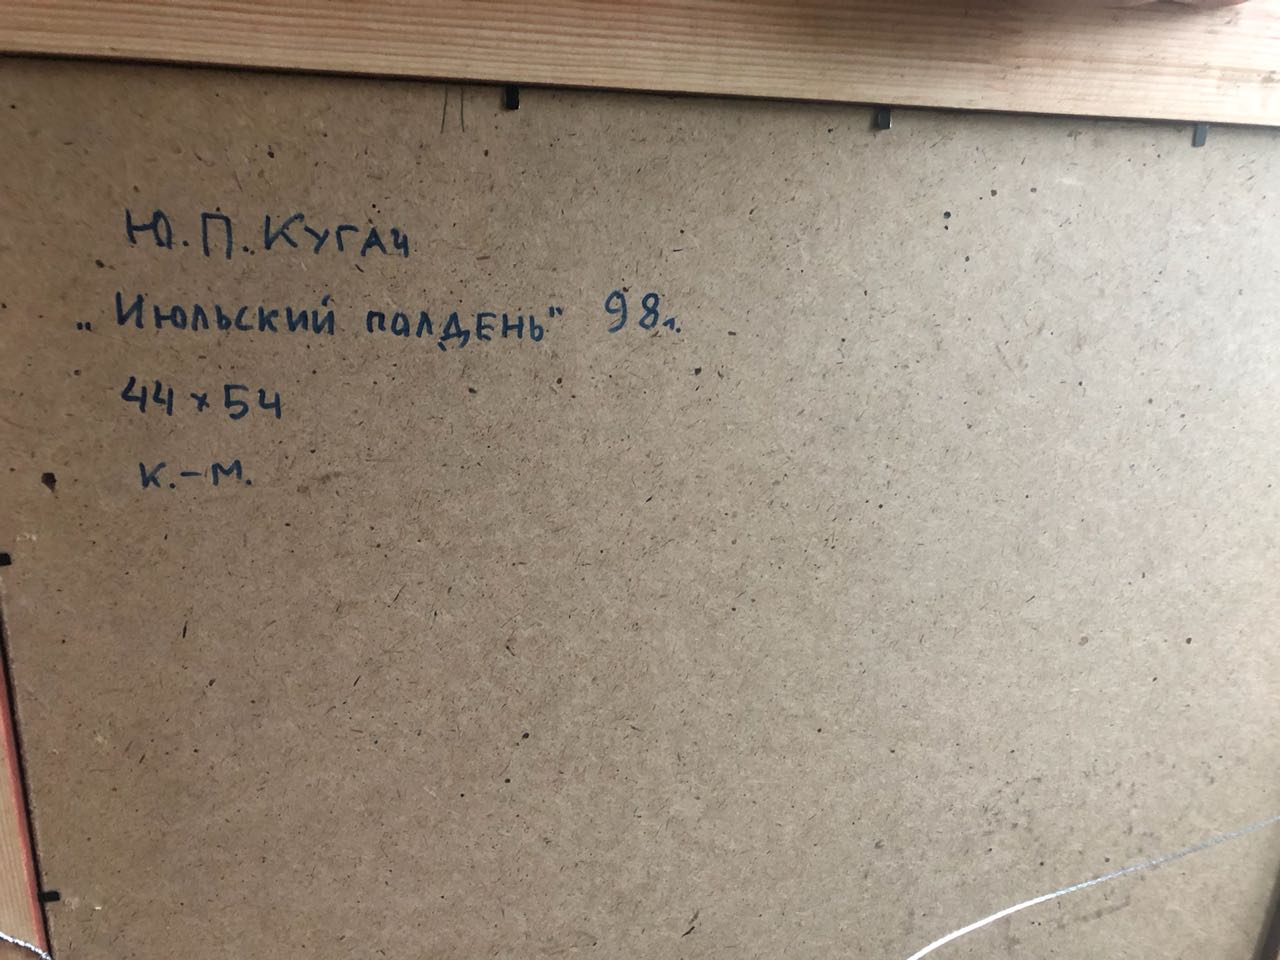 Ю.П.Кугач
„Июльский полдень" 98г.
44×54
к.-м.